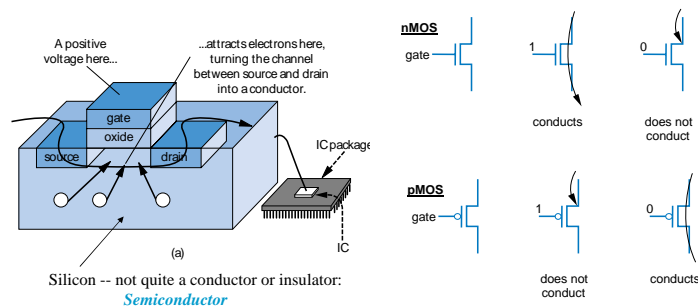 A positive
voltage here...
...attracts electrons here,
turning the channel
between source and drain
into a conductor.
gate
oxide
source
drain
IC package
IC
(a)
Silicon -- not quite a conductor or insulator:
Semiconductor
nMOS
gate
1
conducts
0
does not
conduct
pMOS
gate
1
does not
conduct
0
conducts